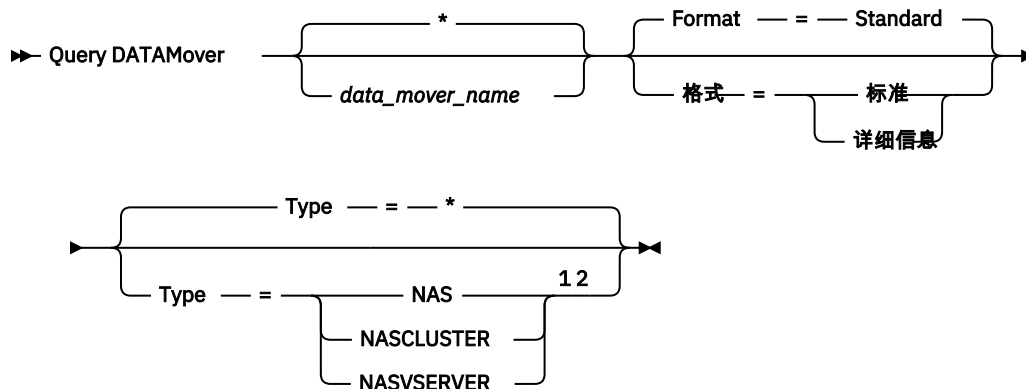 *
Format = Standard
Query DATAMover
data_mover_name
格式 = 标准
详细信息
Type = *
Type = NAS 1 2
NASCLUSTER
NASVSERVER